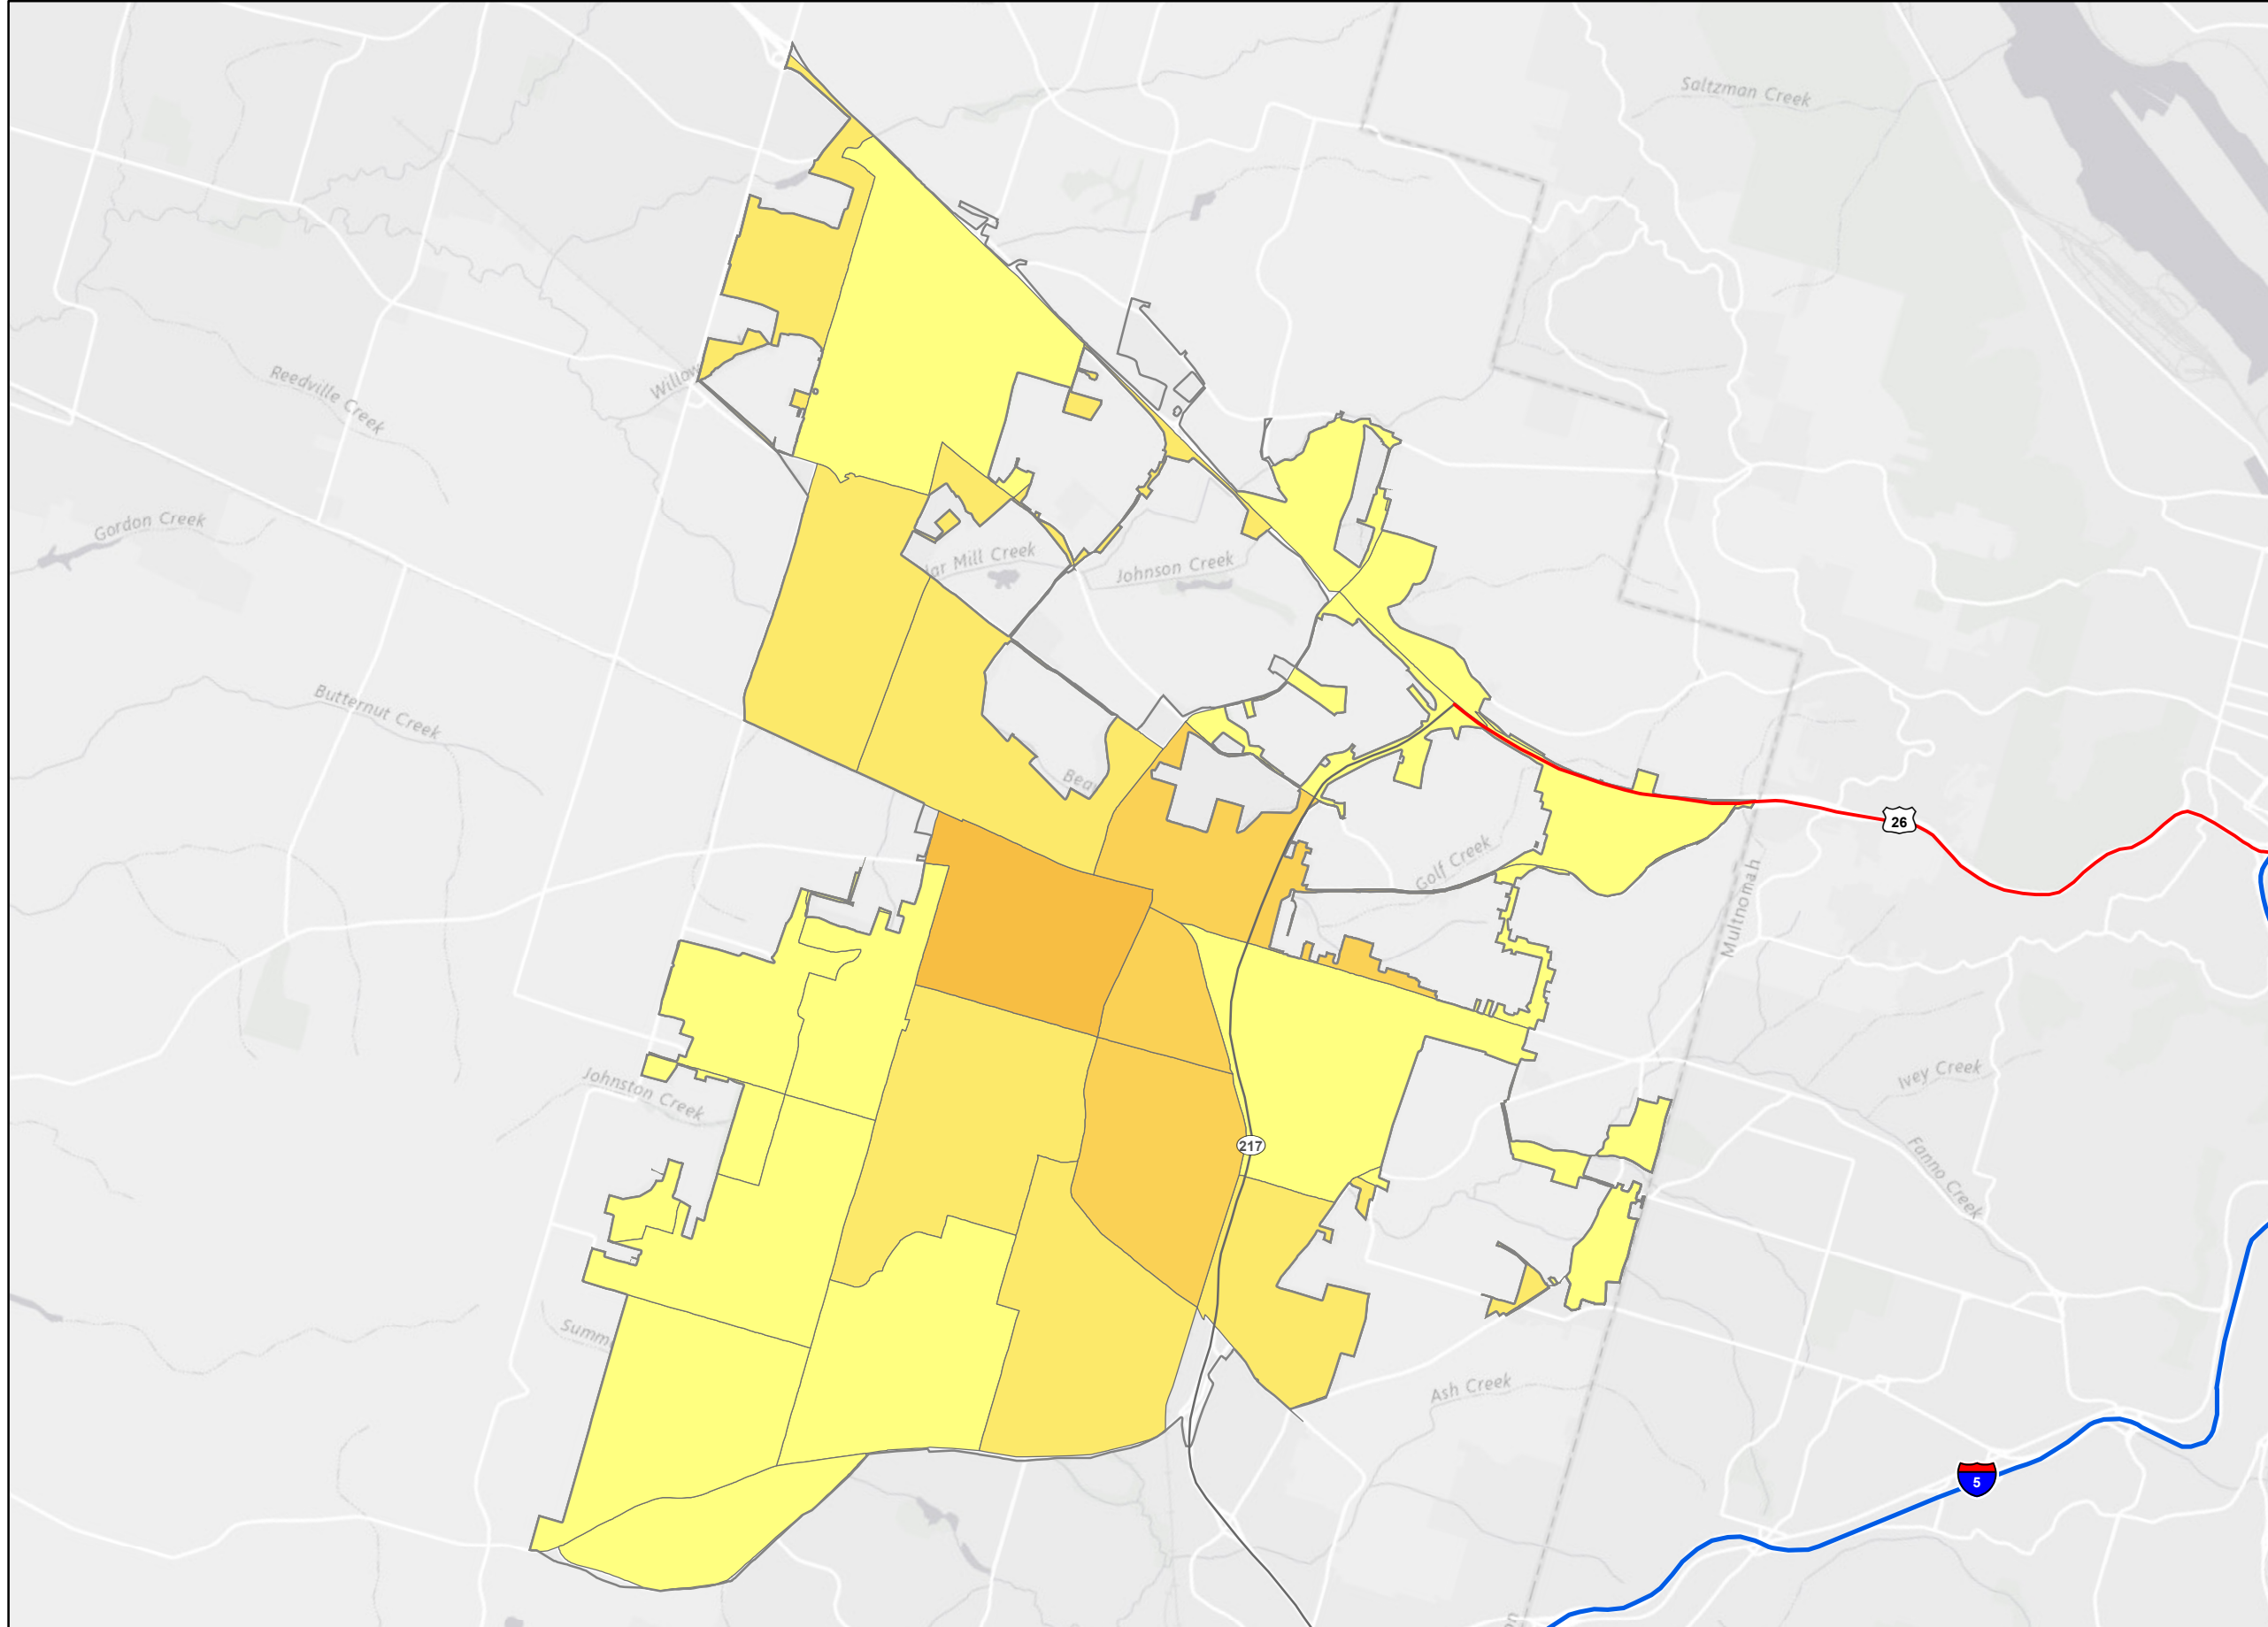 Saltzman Creek
Reedville Creek
Willow
Gordon Creek
Mill Creek
Johnson Creek
Butternut Creek
Bea
26
Golf Creek
Multnomah
Johnston Creek
Ivey Creek
217
Fanno Creek
Summ
Ash Creek
5